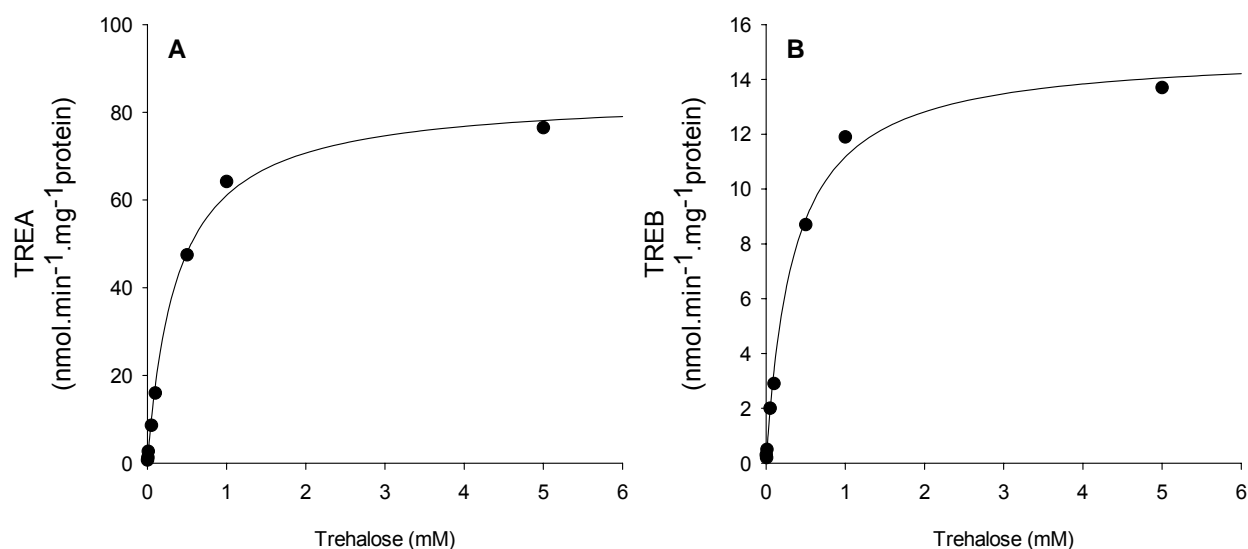 A
TREA
(nmol.min⁻¹.mg⁻¹protein)
100
80
60
40
20
0
0 1 2 3 4 5 6
Trehalose (mM)
B
TREB
(nmol.min⁻¹.mg⁻¹protein)
16
14
12
10
8
6
4
2
0
0 1 2 3 4 5 6
Trehalose (mM)